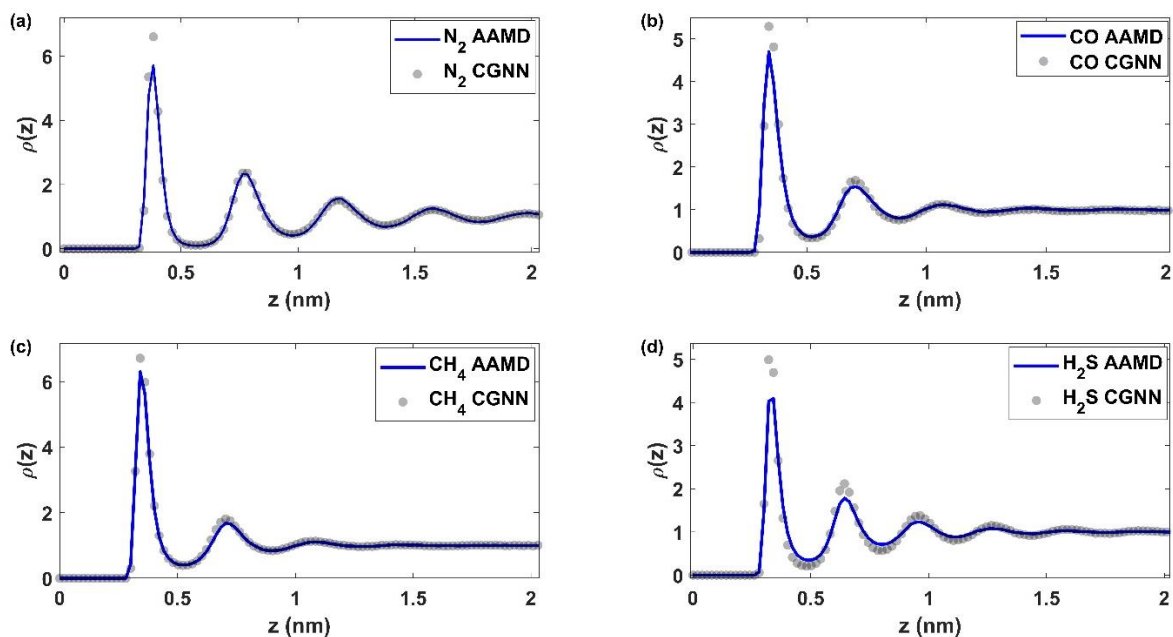 (a)
N2 AAMD
N2 CGNN
6
4
2
0
ρ(z)
0 0.5 1 1.5 2
z (nm)
(b)
CO AAMD
CO CGNN
5
4
3
2
1
0
ρ(z)
0.5 1 1.5 2
z (nm)
(c)
CH4 AAMD
CH4 CGNN
6
4
2
0
ρ(z)
0 0.5 1 1.5 2
z (nm)
(d)
H2S AAMD
H2S CGNN
5
4
3
2
1
0
ρ(z)
0 0.5 1 1.5 2
z (nm)